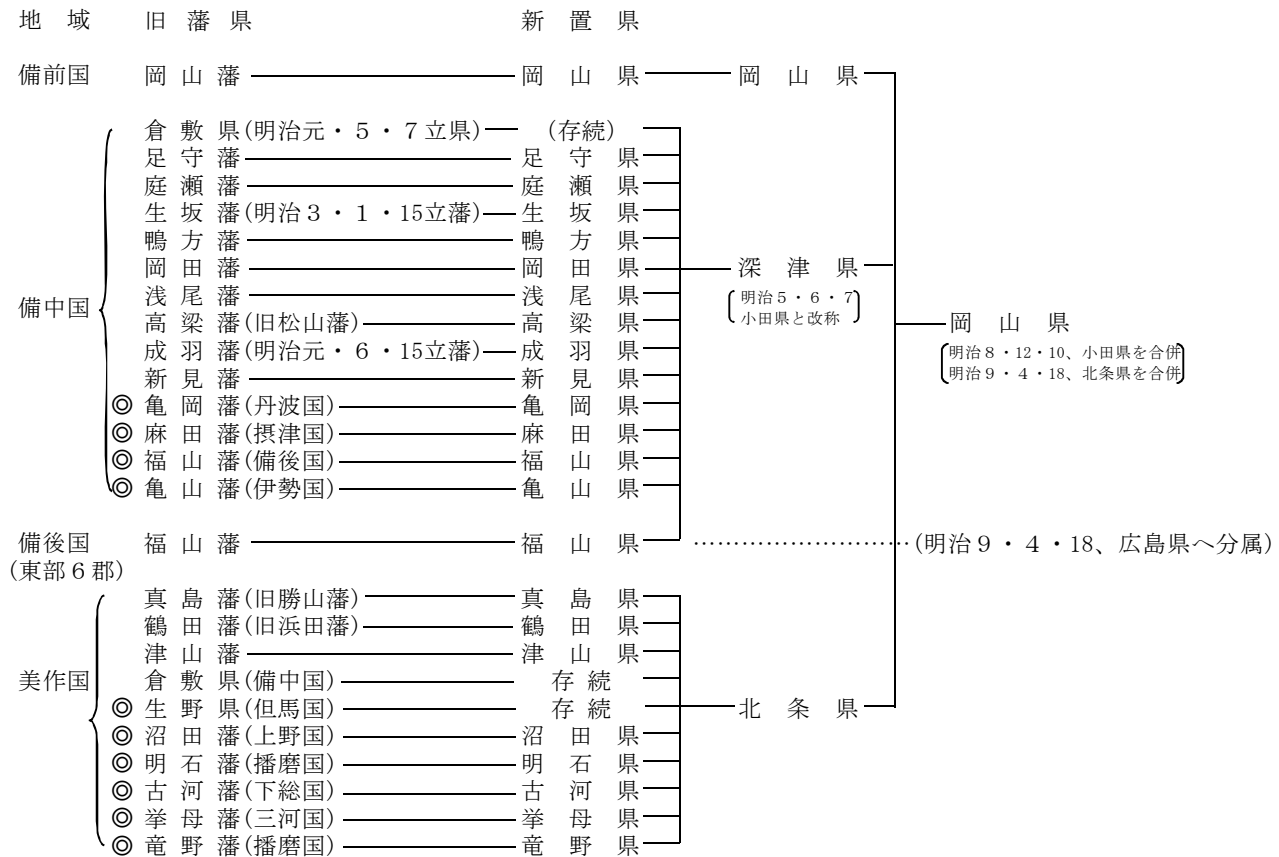 地域 旧藩県 新置県
備前国 岡山藩 岡山県 岡山県
倉敷県(明治元・5・7立県) (存続)
足守藩 足守県
庭瀬藩 庭瀬県
生坂藩(明治3・1・15立藩) 生坂県
鴨方藩 鴨方県
岡田藩 岡田県 深津県
浅尾藩 浅尾県 明治5・6・7
備中国
高梁藩(旧松山藩) 高梁県 小田県と改称 岡山県
成羽藩(明治元・6・15立藩) 成羽県 明治8・12・10、小田県を合併
新見藩 新見県 明治9・4・18、北条県を合併
◎ 亀岡藩(丹波国) 亀岡県
◎ 麻田藩(摂津国) 麻田県
◎ 福山藩(備後国) 福山県
◎ 亀山藩(伊勢国) 亀山県
備後国 福山藩 福山県 ……………………… (明治9・4・18、広島県へ分属)
(東部6郡)
真島藩(旧勝山藩) 真島県
鶴田藩(旧浜田藩) 鶴田県
津山藩 津山県
美作国 倉敷県(備中国) 存続
◎ 生野県(但馬国) 存続 北条県
◎ 沼田藩(上野国) 沼田県
◎ 明石藩(播磨国) 明石県
◎ 古河藩(下総国) 古河県
◎ 挙母藩(三河国) 挙母県
◎ 竜野藩(播磨国) 竜野県